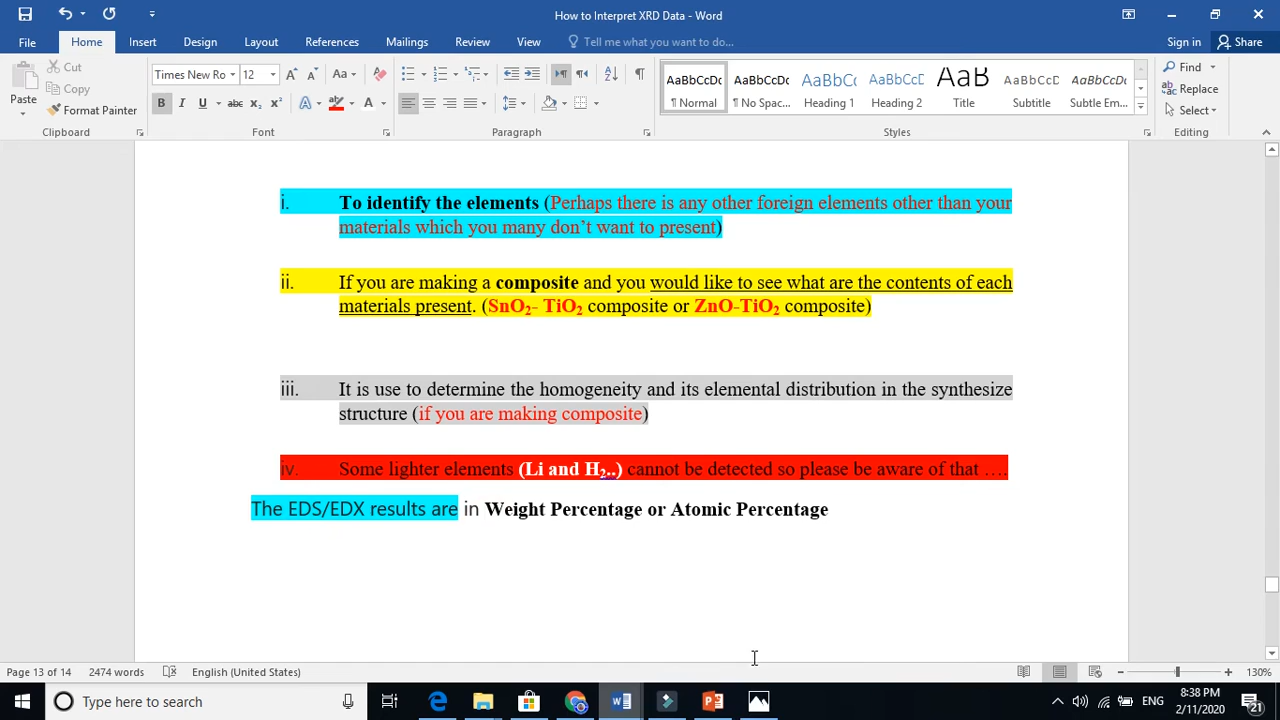 How to Interpret XRD Data - Word
File Home Insert Design Layout References Mailings Review View Tell me what you want to do... Sign in Share
Paste Cut Copy Format Painter
Times New Ro 12 Aa
B I U abc x₂ x² A A
AaBbCcDc AaBbCcDc AaBbC AaBbCcD AaB AaBbCcD AaBbCcD
¶ Normal ¶ No Spac... Heading 1 Heading 2 Title Subtitle Subtle Em...
Find Replace Select
Clipboard Font Paragraph Styles Editing
i. To identify the elements (Perhaps there is any other foreign elements other than your
materials which you many don’t want to present)
ii. If you are making a composite and you would like to see what are the contents of each
materials present. (SnO₂- TiO₂ composite or ZnO-TiO₂ composite)
iii. It is use to determine the homogeneity and its elemental distribution in the synthesize
structure (if you are making composite)
iv. Some lighter elements (Li and H₂..) cannot be detected so please be aware of that ….
The EDS/EDX results are in Weight Percentage or Atomic Percentage
Page 13 of 14 2474 words English (United States) 130%
Type here to search ENG 8:38 PM
2/11/2020 21